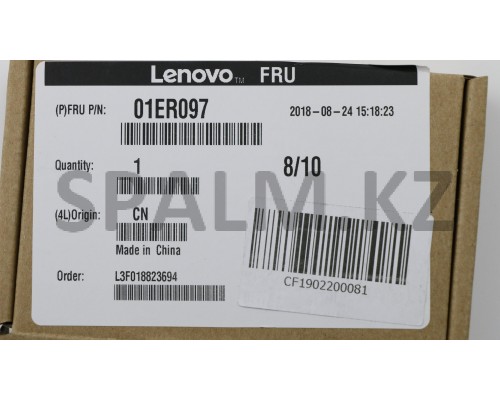 Lenovo™ FRU
(P)FRU P/N: 01ER097 2018-08-24 15:18:23
Quantity: 1 8/10
SPALM.KZ
(4L)Origin: CN
Made in China
Order: L3F018823694
CF1902200081